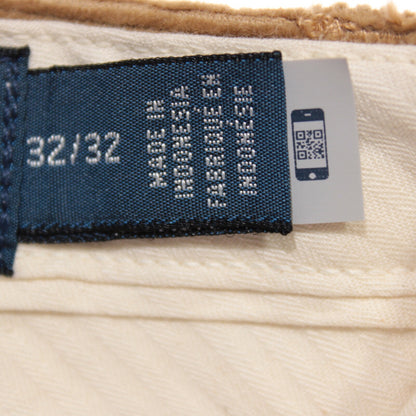 32/32
MADE IN
INDONESIA
FABRIQUÉ EN
INDONÉSIE